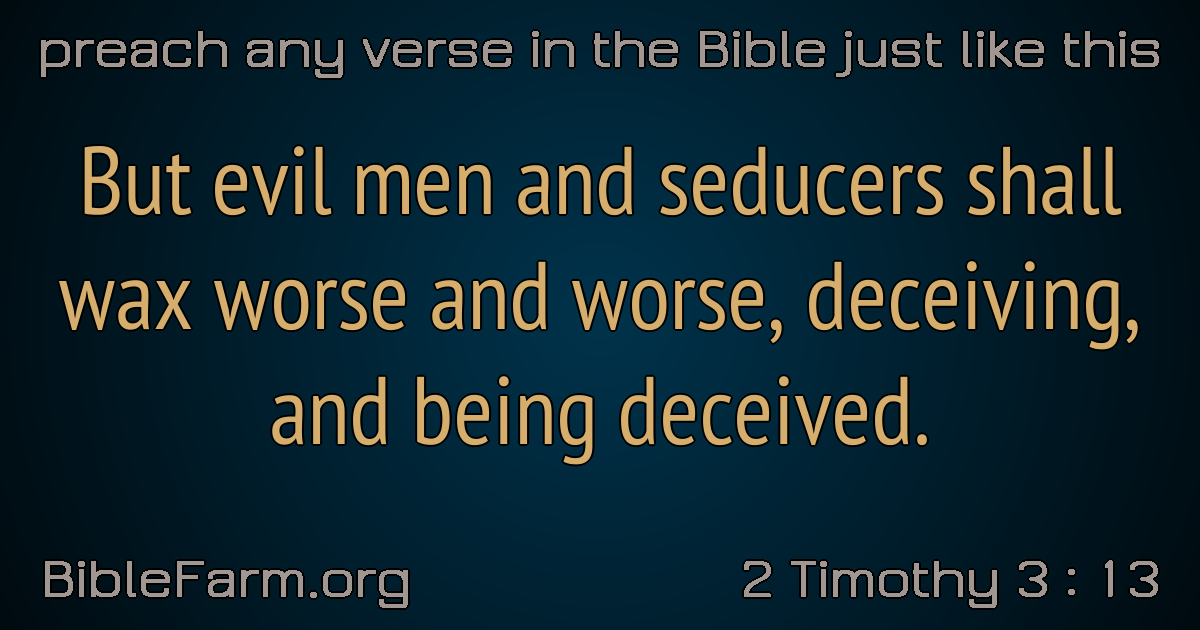 preach any verse in the Bible just like this
But evil men and seducers shall
wax worse and worse, deceiving,
and being deceived.
BibleFarm.org
2 Timothy 3 : 13